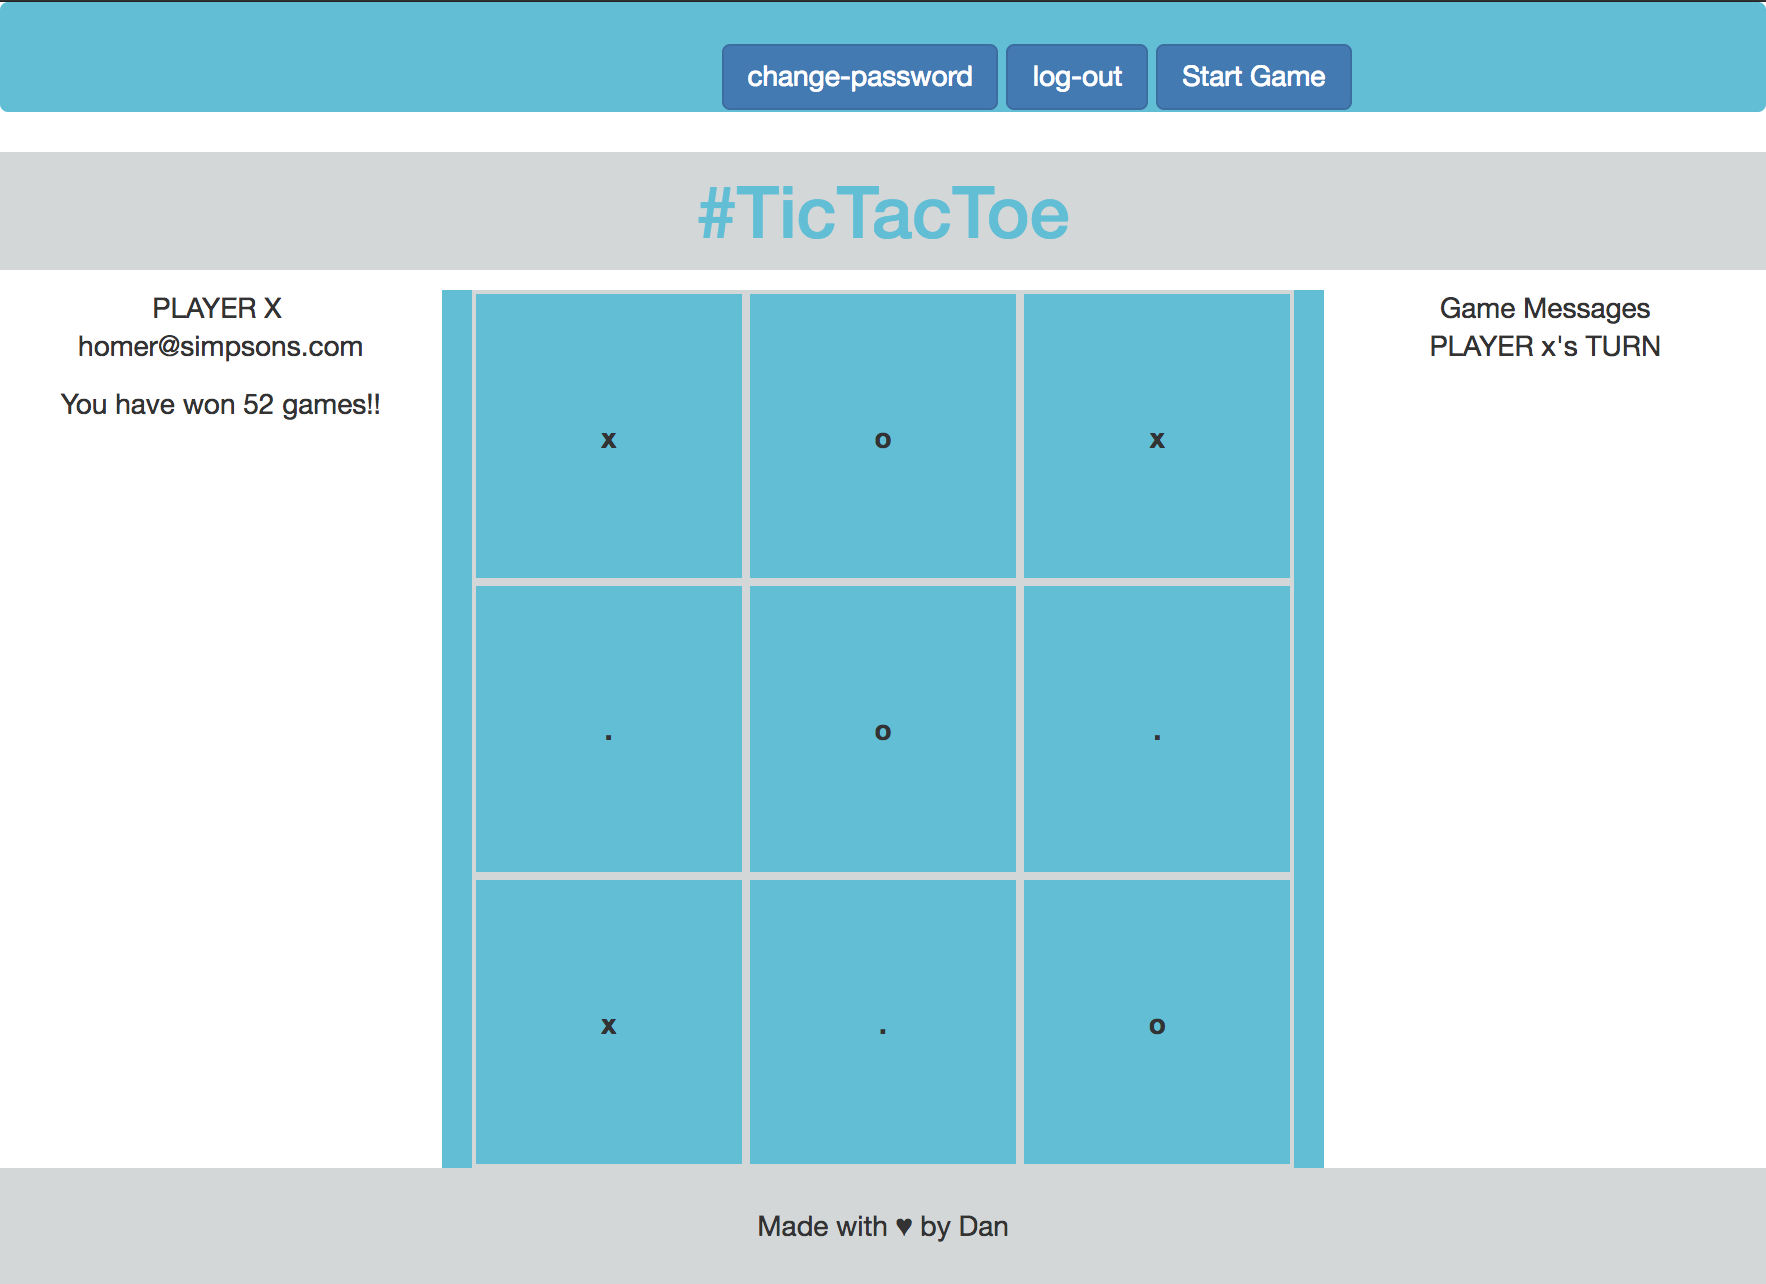 change-password log-out Start Game
#TicTacToe
PLAYER X
homer@simpsons.com
You have won 52 games!!
x o x
. o .
x . o
Game Messages
PLAYER x's TURN
Made with ♥ by Dan